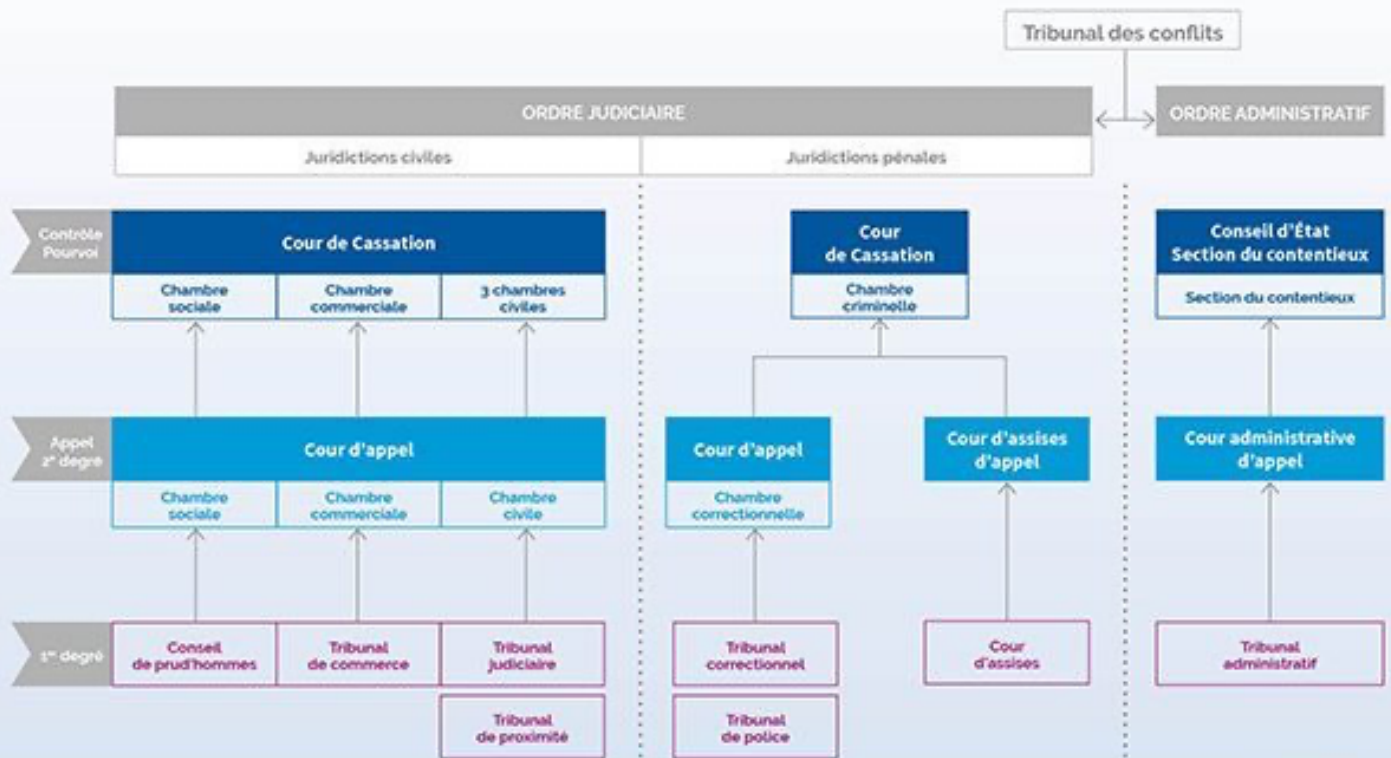 Tribunal des conflits
ORDRE JUDICIAIRE
ORDRE ADMINISTRATIF
Juridictions civiles
Juridictions pénales
Contrôle
Pourvoi
Cour de Cassation
Cour
de Cassation
Conseil d'État
Section du contentieux
Chambre
sociale
Chambre
commerciale
3 chambres
civiles
Chambre
criminelle
Section du contentieux
Appel
2e degré
Cour d'appel
Cour d'appel
Cour d'assises
d'appel
Cour administrative
d'appel
Chambre
sociale
Chambre
commerciale
Chambre
civile
Chambre
correctionnelle
1er degré
Conseil
de prud'hommes
Tribunal
de commerce
Tribunal
judiciaire
Tribunal
correctionnel
Cour
d'assises
Tribunal
administratif
Tribunal
de proximité
Tribunal
de police